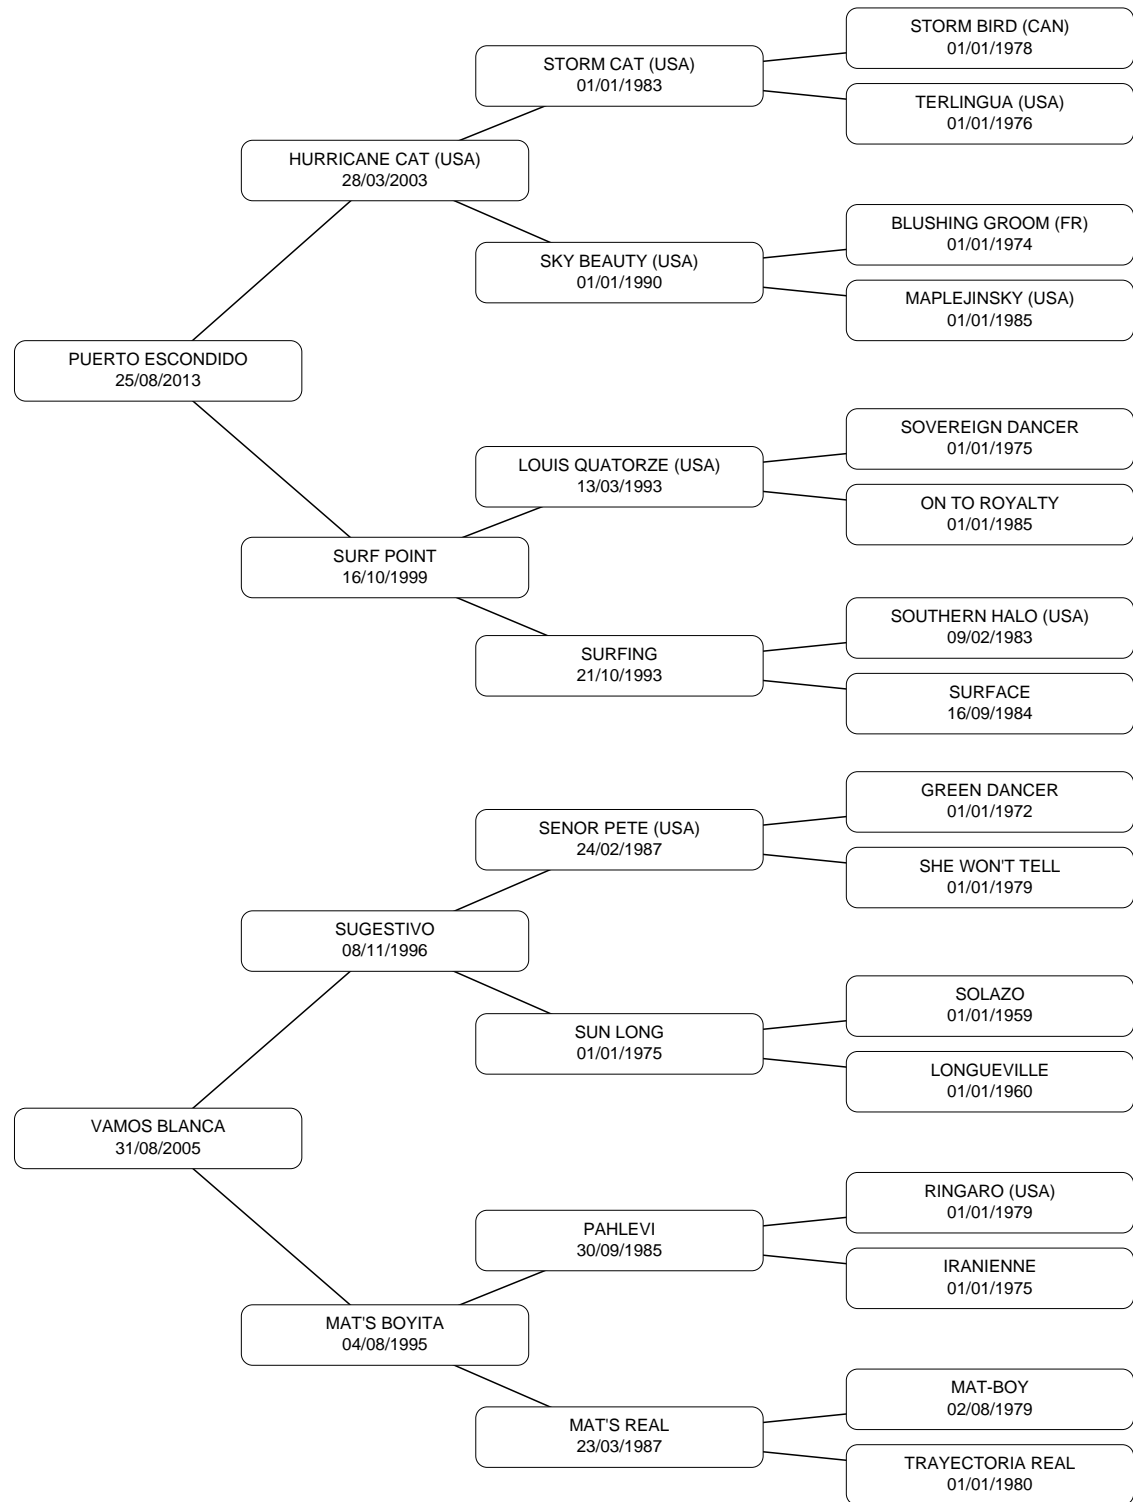 STORM BIRD (CAN)
01/01/1978
STORM CAT (USA)
01/01/1983
TERLINGUA (USA)
01/01/1976
HURRICANE CAT (USA)
28/03/2003
BLUSHING GROOM (FR)
01/01/1974
SKY BEAUTY (USA)
01/01/1990
MAPLEJINSKY (USA)
01/01/1985
PUERTO ESCONDIDO
25/08/2013
SOVEREIGN DANCER
01/01/1975
LOUIS QUATORZE (USA)
13/03/1993
ON TO ROYALTY
01/01/1985
SURF POINT
16/10/1999
SOUTHERN HALO (USA)
09/02/1983
SURFING
21/10/1993
SURFACE
16/09/1984
GREEN DANCER
01/01/1972
SENOR PETE (USA)
24/02/1987
SHE WON'T TELL
01/01/1979
SUGESTIVO
08/11/1996
SOLAZO
01/01/1959
SUN LONG
01/01/1975
LONGUEVILLE
01/01/1960
VAMOS BLANCA
31/08/2005
RINGARO (USA)
01/01/1979
PAHLEVI
30/09/1985
IRANIENNE
01/01/1975
MAT'S BOYITA
04/08/1995
MAT-BOY
02/08/1979
MAT'S REAL
23/03/1987
TRAYECTORIA REAL
01/01/1980